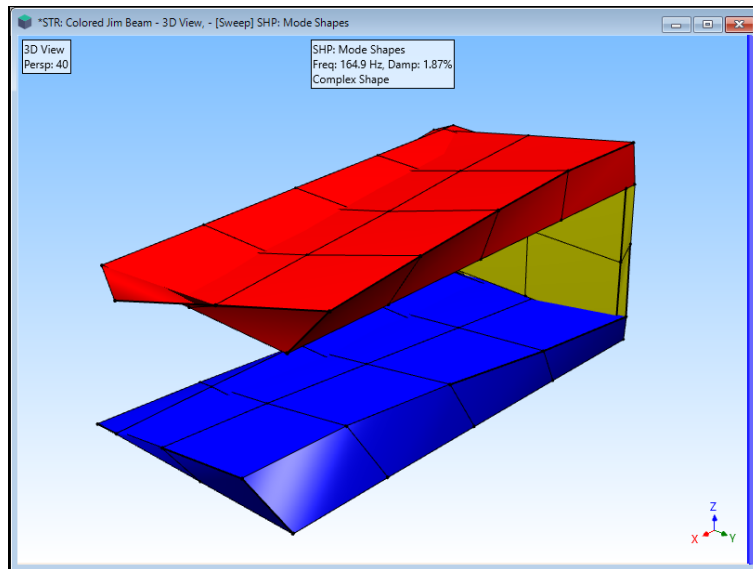 *STR: Colored Jim Beam - 3D View, - [Sweep] SHP: Mode Shapes
3D View
Persp: 40
SHP: Mode Shapes
Freq: 164.9 Hz, Damp: 1.87%
Complex Shape
Z
X
Y